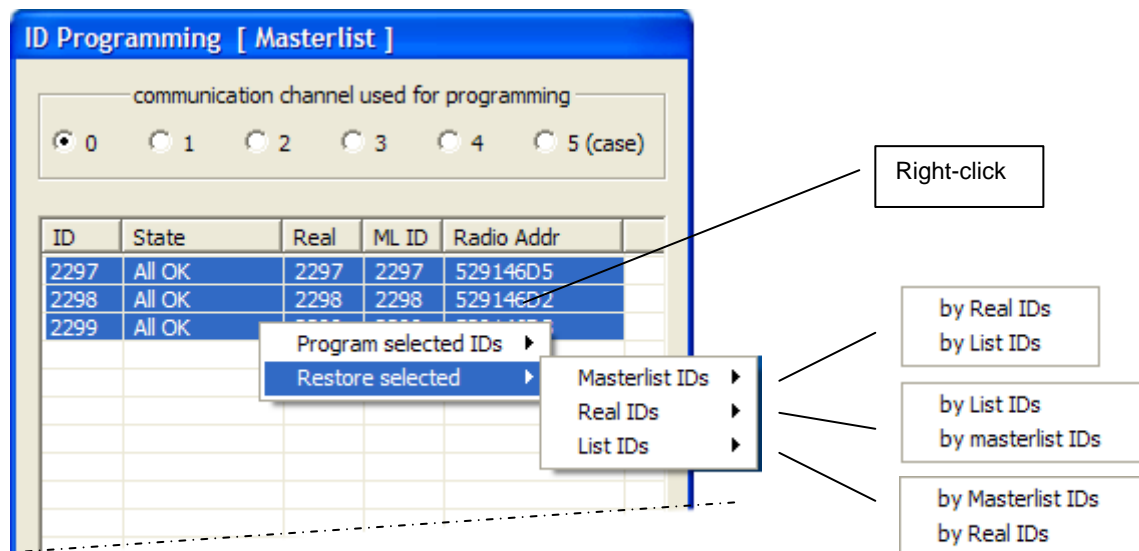 ID Programming [ Masterlist ]
communication channel used for programming
0 1 2 3 4 5 (case)
Right-click
ID State Real ML ID Radio Addr
2297 All OK 2297 2297 529146D5
2298 All OK 2298 2298 529146D2
2299 All OK
Program selected IDs
Restore selected
Masterlist IDs
Real IDs
List IDs
by Real IDs
by List IDs
by List IDs
by masterlist IDs
by Masterlist IDs
by Real IDs